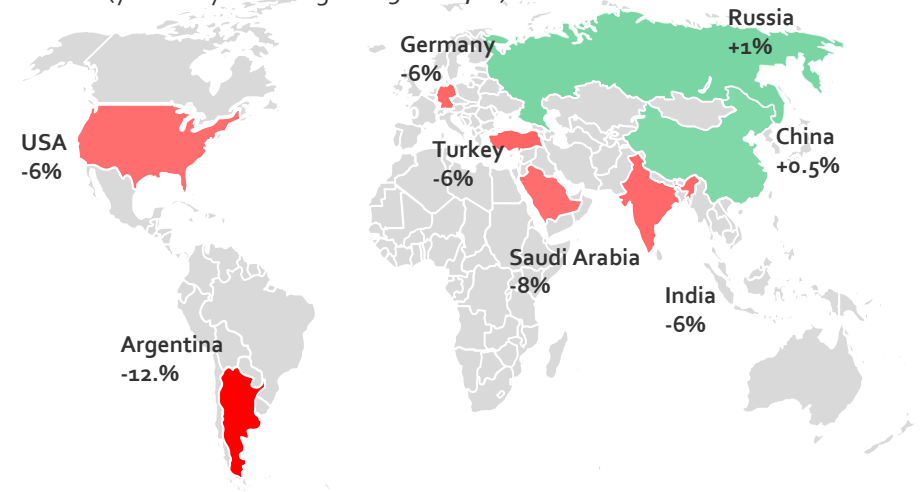 Russia
+1%
Germany
-6%
USA
-6%
China
+0.5%
Turkey
-6%
Saudi Arabia
-8%
India
-6%
Argentina
-12.%